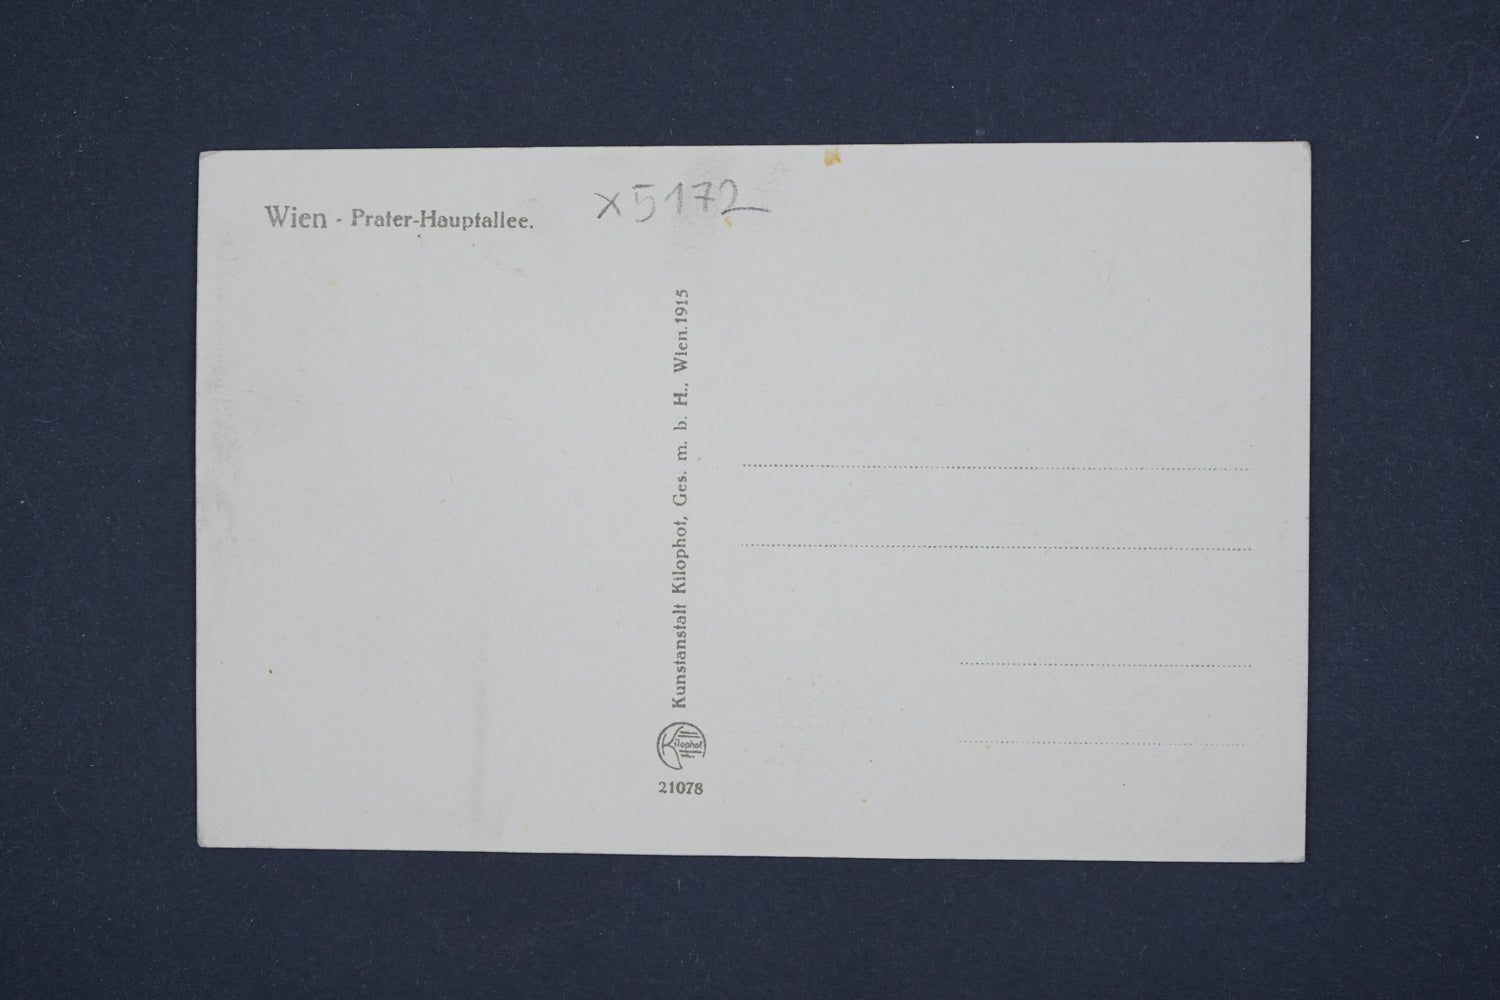 Wien - Prater-Hauptallee.
x5172
Kunstanstalt Kilophot, Ges. m. b. H., Wien. 1915
Kilophot
21078